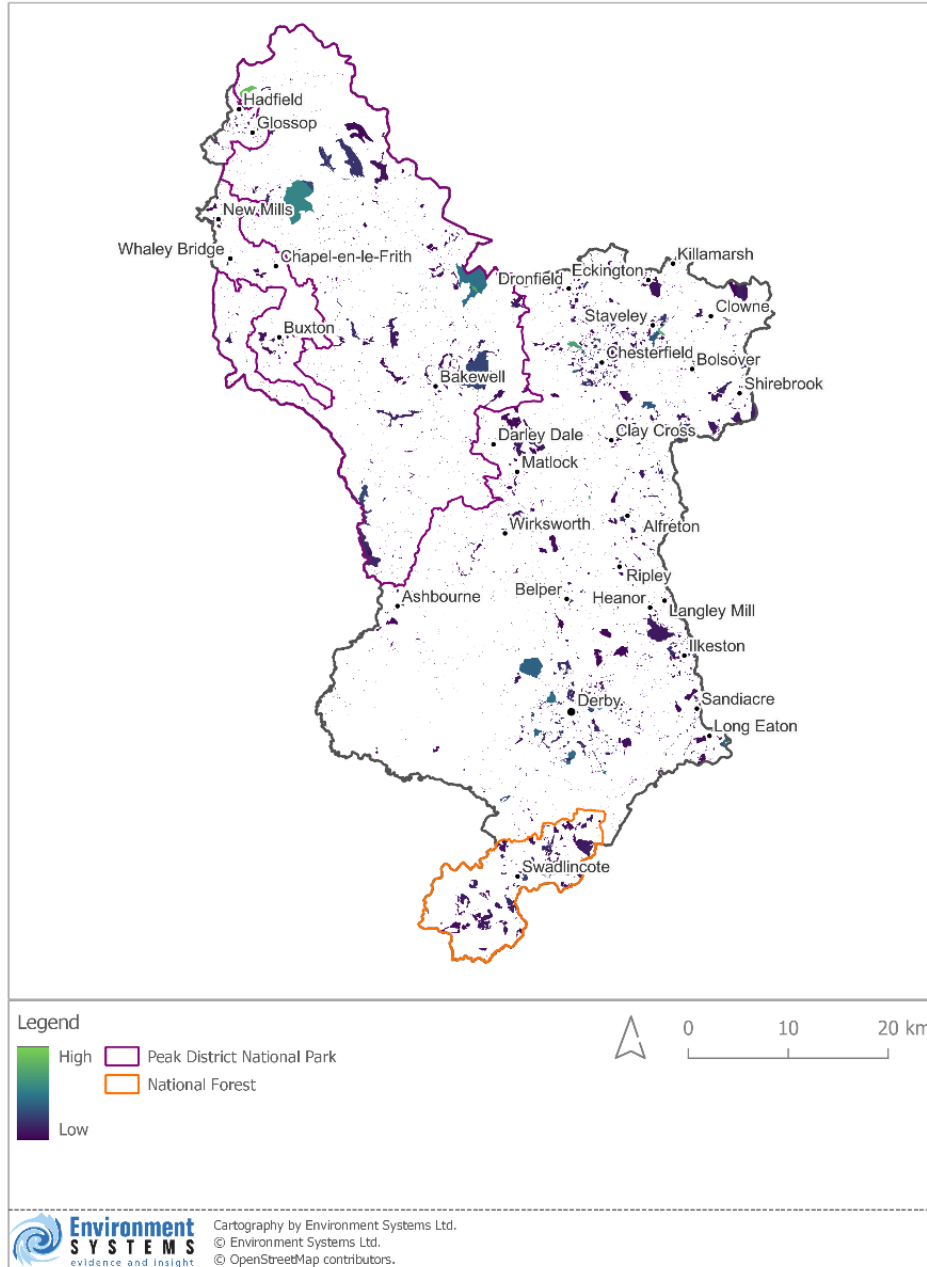 Hadfield
Glossop
New Mills
Whaley Bridge
Chapel-en-le-Frith
Killamarsh
Eckington
Dronfield
Clowne
Staveley
Buxton
Chesterfield
Bolsover
Bakewell
Shirebrook
Darley Dale
Clay Cross
Matlock
Wirksworth
Alfreton
Ripley
Belper
Heanor
Ashbourne
Langley Mill
Ilkeston
Derby
Sandiacre
Long Eaton
Swadlincote
Legend
High
Low
Peak District National Park
National Forest
0 10 20 km
Environment
SYSTEMS
evidence and insight
Cartography by Environment Systems Ltd.
© Environment Systems Ltd.
© OpenStreetMap contributors.